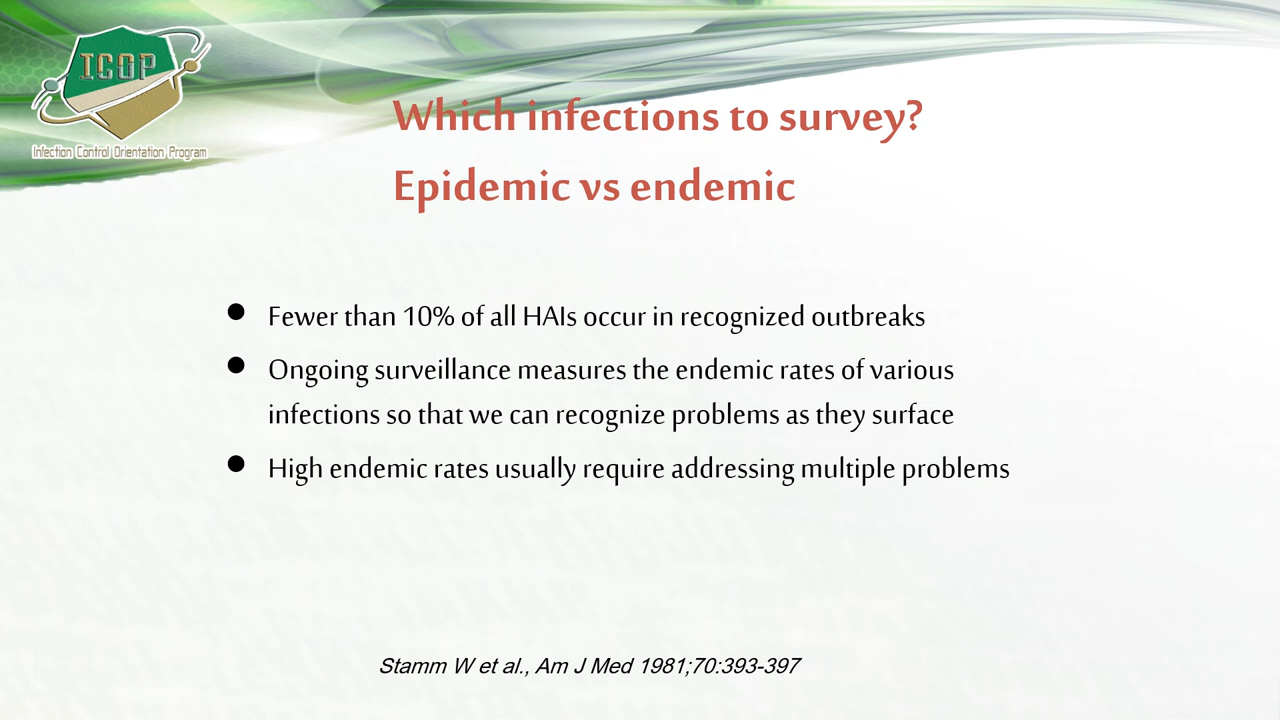 ICOP
Infection Control Orientation Program
Which infections to survey?
Epidemic vs endemic
● Fewer than 10% of all HAIs occur in recognized outbreaks
● Ongoing surveillance measures the endemic rates of various
infections so that we can recognize problems as they surface
● High endemic rates usually require addressing multiple problems
Stamm W et al., Am J Med 1981;70:393-397